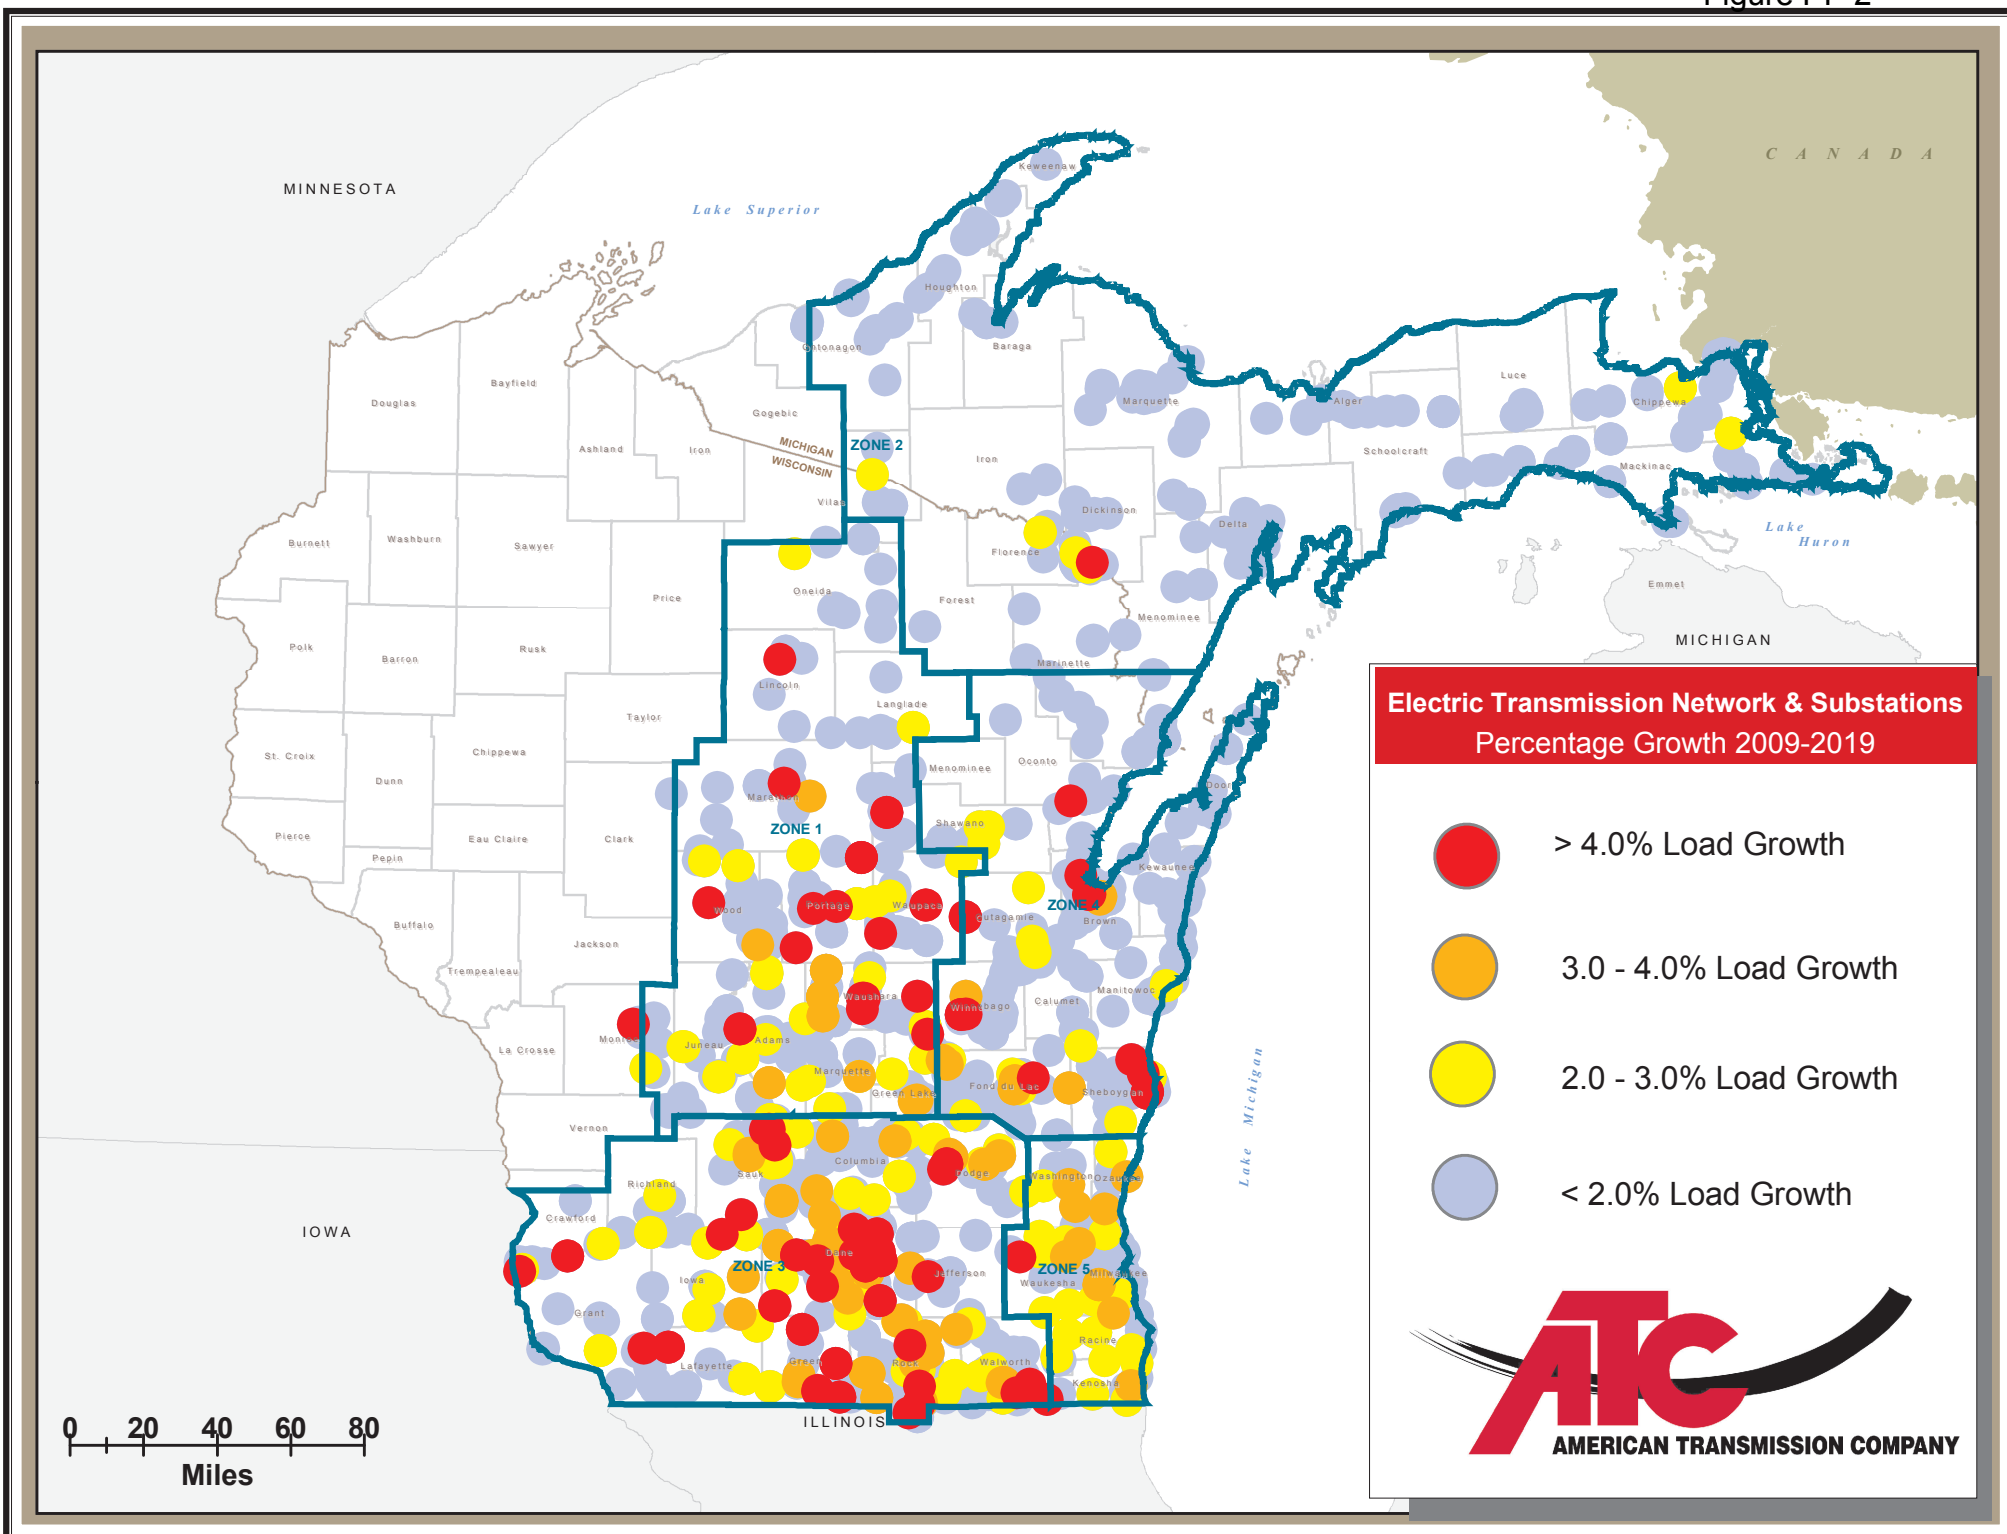 MINNESOTA
CANADA
Lake Superior
Keweenaw
Houghton
Ontonagon
Baraga
Gogebic
Marquette
Alger
Luce
Chippewa
Schoolcraft
Mackinac
MICHIGAN
WISCONSIN
ZONE 2
Iron
Vilas
Dickinson
Delta
Florence
Forest
Menominee
Marinette
Lake
Huron
Emmet
MICHIGAN
Douglas
Bayfield
Ashland
Iron
Burnett
Washburn
Sawyer
Price
Oneida
Polk
Barron
Rusk
Lincoln
Langlade
Taylor
St. Croix
Dunn
Chippewa
Menominee
Oconto
Door
Marathon
ZONE 1
Shawano
Pierce
Pepin
Eau Claire
Clark
Kewaunee
Buffalo
Wood
Portage
Waupaca
Outagamie
ZONE 4
Brown
Trempealeau
Jackson
Waushara
Winnebago
Calumet
Manitowoc
La Crosse
Monroe
Juneau
Adams
Marquette
Green Lake
Fond du Lac
Sheboygan
Vernon
Lake Michigan
Richland
Sauk
Columbia
Dodge
Washington
Ozaukee
Crawford
IOWA
Dane
ZONE 3
Iowa
Jefferson
ZONE 5
Waukesha
Milwaukee
Grant
Lafayette
Green
Rock
Walworth
Racine
Kenosha
ILLINOIS
0 20 40 60 80
Miles
Electric Transmission Network & Substations
Percentage Growth 2009-2019
> 4.0% Load Growth
3.0 - 4.0% Load Growth
2.0 - 3.0% Load Growth
< 2.0% Load Growth
ATC
AMERICAN TRANSMISSION COMPANY